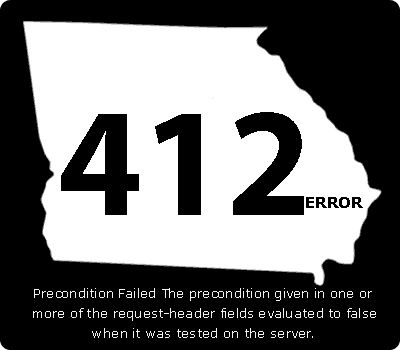 412
ERROR
Precondition Failed The precondition given in one or
more of the request-header fields evaluated to false
when it was tested on the server.